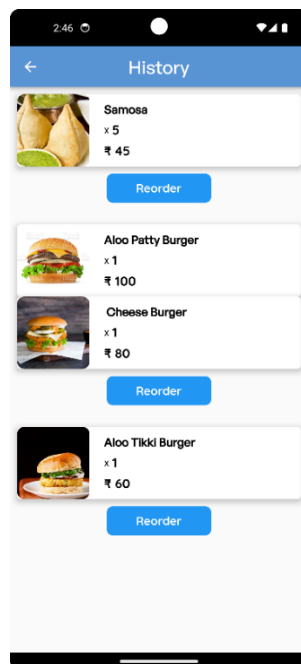 2:46
History
Samosa
x 5
₹ 45
Reorder
Aloo Patty Burger
x 1
₹ 100
Cheese Burger
x 1
₹ 80
Reorder
Aloo Tikki Burger
x 1
₹ 60
Reorder